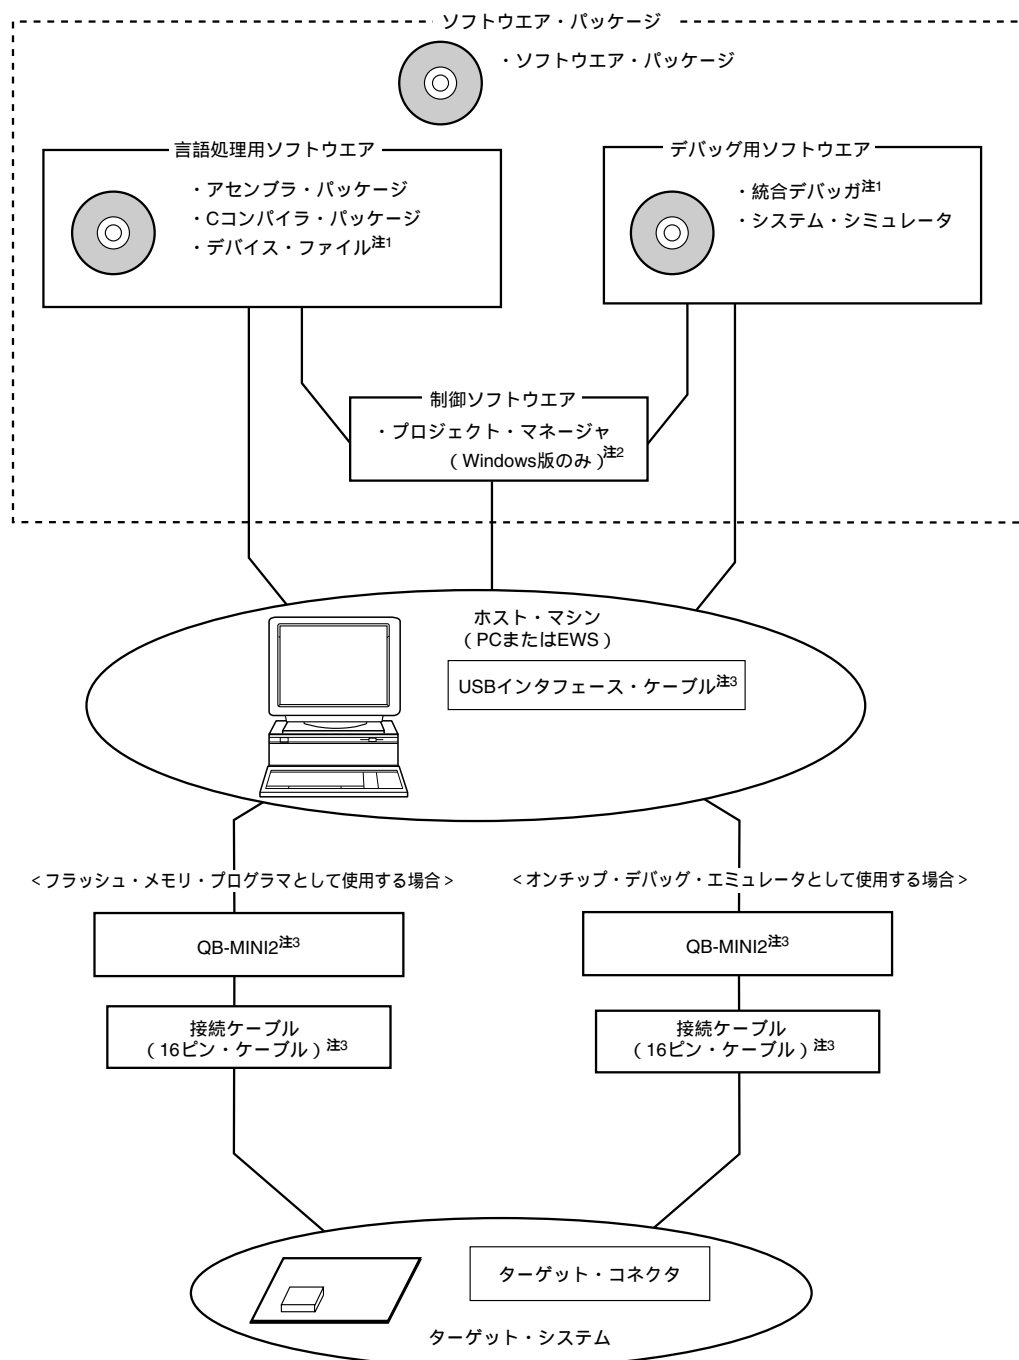 ソフトウエア・パッケージ
・ソフトウエア・パッケージ
言語処理用ソフトウエア
・アセンブラ・パッケージ
・Cコンパイラ・パッケージ
・デバイス・ファイル注1
デバッグ用ソフトウエア
・統合デバッガ注1
・システム・シミュレータ
制御ソフトウエア
・プロジェクト・マネージャ
(Windows版のみ)注2
ホスト・マシン
(PCまたはEWS)
USBインタフェース・ケーブル注3
<フラッシュ・メモリ・プログラマとして使用する場合>
QB-MINI2注3
接続ケーブル
(16ピン・ケーブル)注3
<オンチップ・デバッグ・エミュレータとして使用する場合>
QB-MINI2注3
接続ケーブル
(16ピン・ケーブル)注3
ターゲット・コネクタ
ターゲット・システム